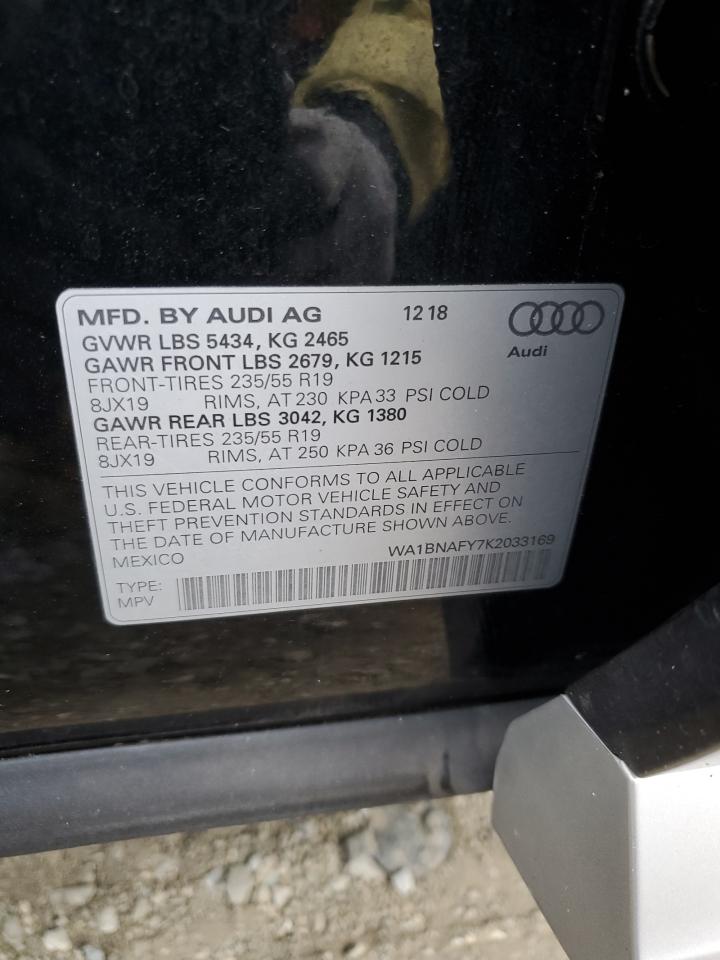 MFD. BY AUDI AG 12 18
GVWR LBS 5434, KG 2465
GAWR FRONT LBS 2679, KG 1215
Audi
FRONT-TIRES 235/55 R19
8JX19 RIMS, AT 230 KPA 33 PSI COLD
GAWR REAR LBS 3042, KG 1380
REAR-TIRES 235/55 R19
8JX19 RIMS, AT 250 KPA 36 PSI COLD
THIS VEHICLE CONFORMS TO ALL APPLICABLE
U.S. FEDERAL MOTOR VEHICLE SAFETY AND
THEFT PREVENTION STANDARDS IN EFFECT ON
THE DATE OF MANUFACTURE SHOWN ABOVE.
MEXICO WA1BNAFY7K2033169
TYPE:
MPV